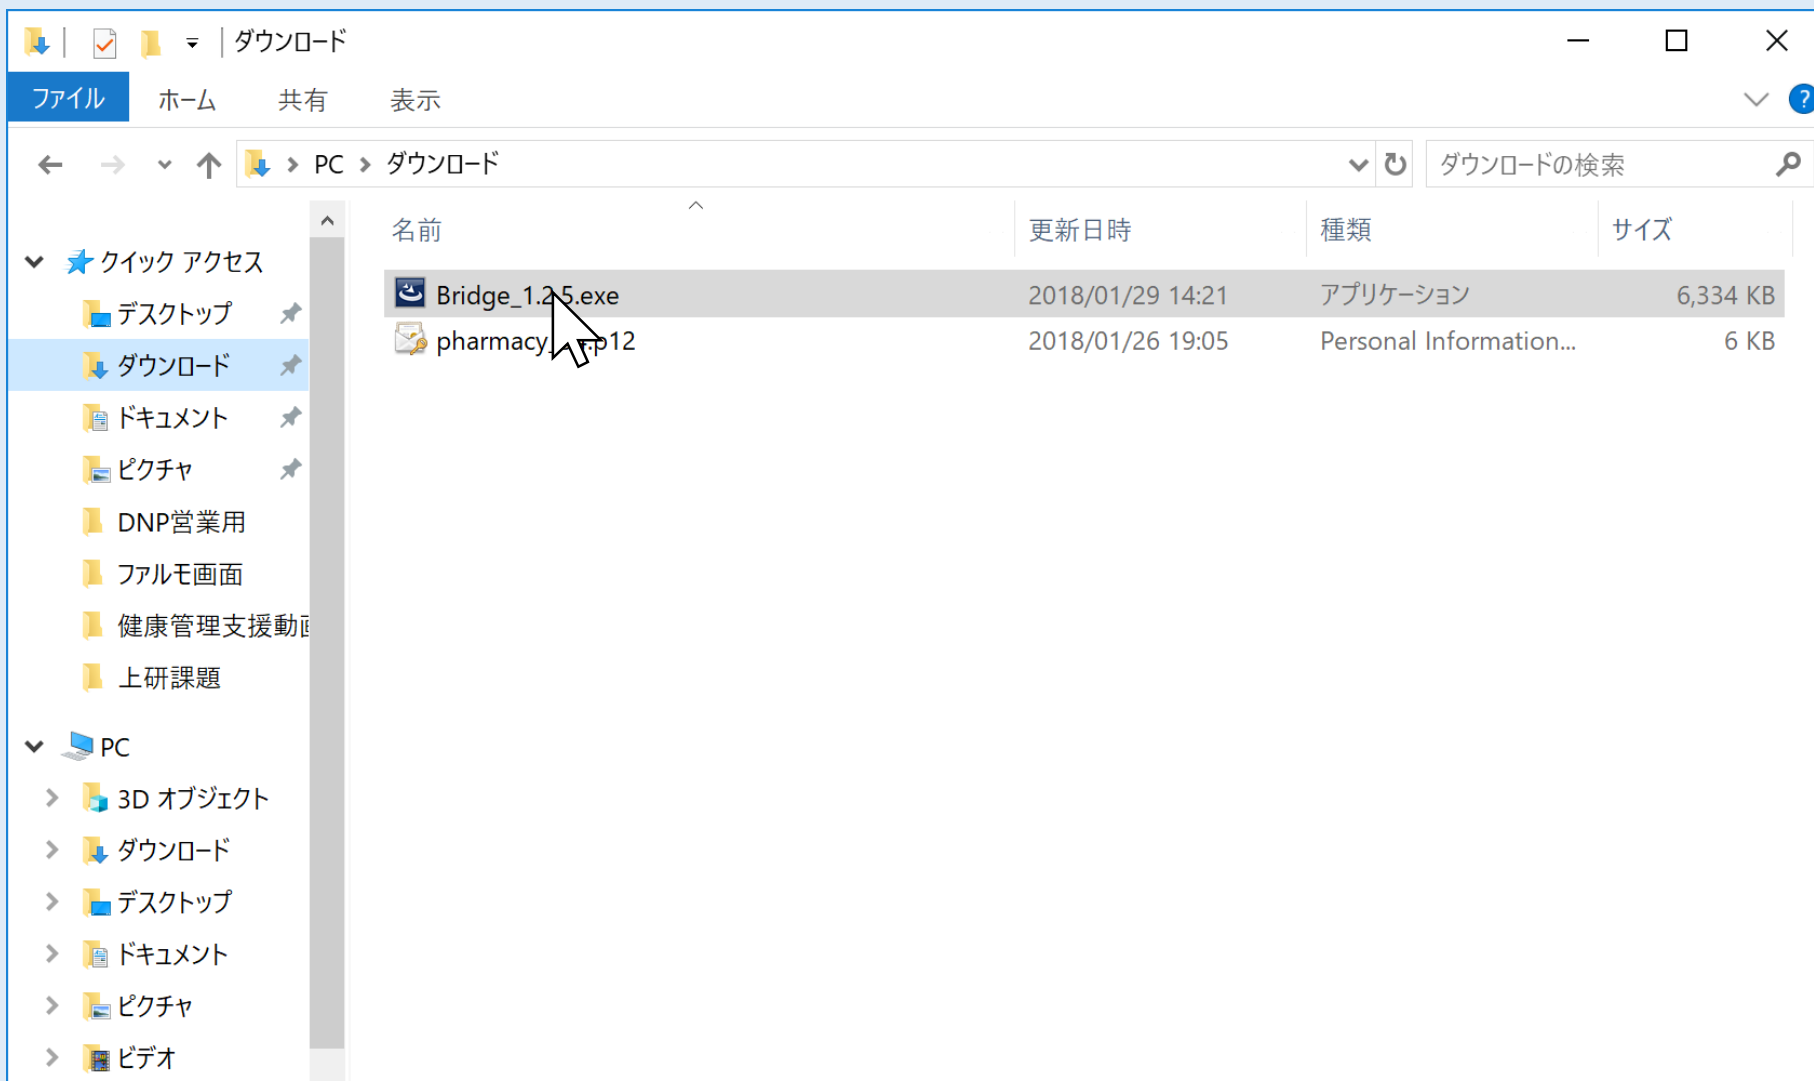 ダウンロード
ファイル ホーム 共有 表示
PC ダウンロード ダウンロードの検索
名前 更新日時 種類 サイズ
Bridge_1.2.5.exe 2018/01/29 14:21 アプリケーション 6,334 KB
2018/01/26 19:05 Personal Information... 6 KB
クイック アクセス
デスクトップ
ダウンロード
ドキュメント
ピクチャ
DNP営業用
ファルモ画面
健康管理支援動画
上研課題
PC
3D オブジェクト
ダウンロード
デスクトップ
ドキュメント
ピクチャ
ビデオ